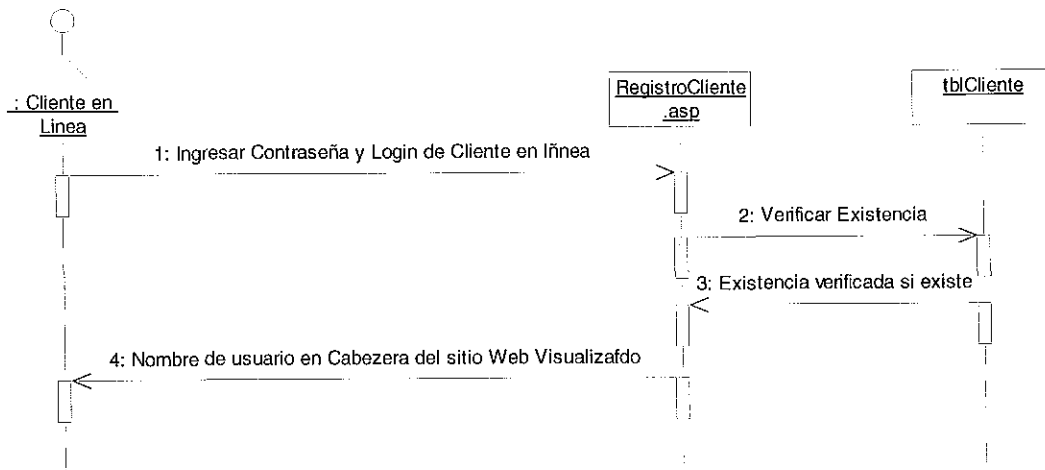 : Cliente en
Linea
RegistroCliente
.asp
tblCliente
1: Ingresar Contraseña y Login de Cliente en Iñnea
2: Verificar Existencia
3: Existencia verificada si existe
4: Nombre de usuario en Cabezera del sitio Web Visualizafdo